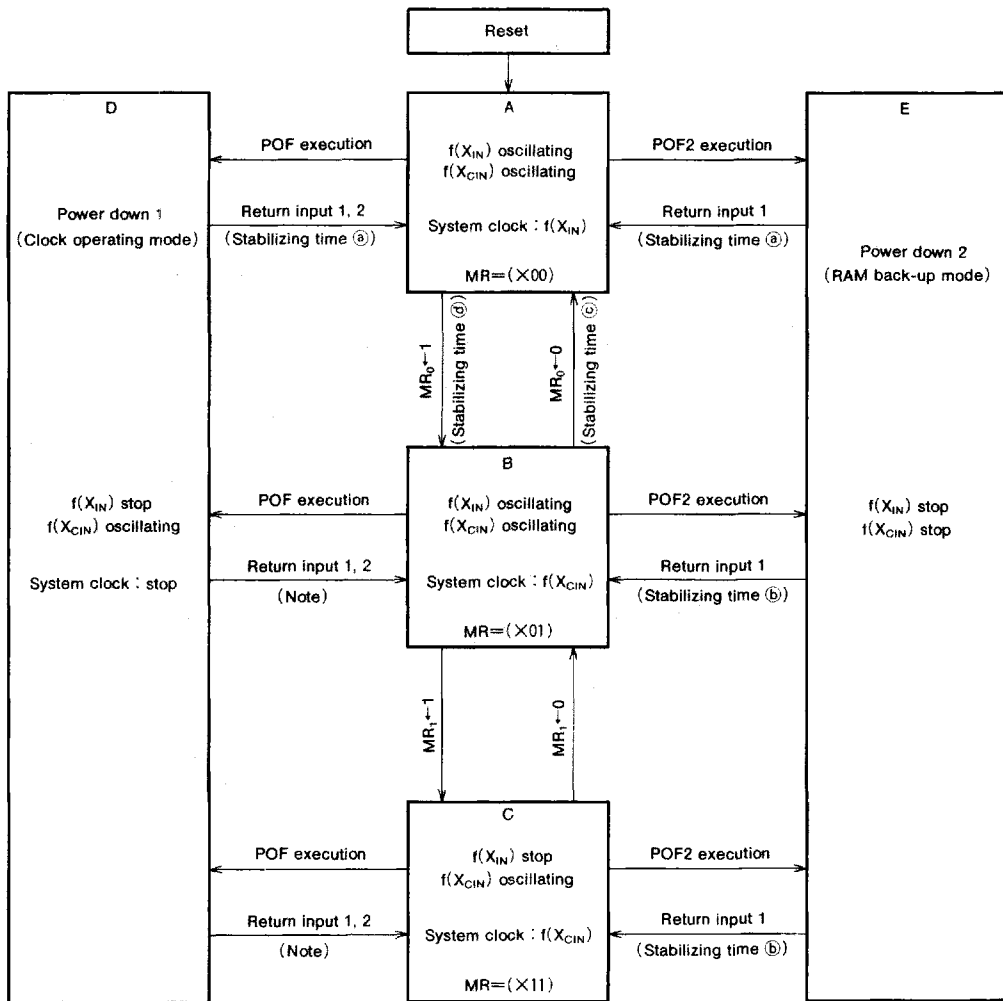 Reset
D
Power down 1
(Clock operating mode)
f(XIN) stop
f(XCIN) oscillating
System clock : stop
POF execution
Return input 1, 2
(Stabilizing time ⓐ)
A
f(XIN) oscillating
f(XCIN) oscillating
System clock : f(XIN)
MR=(×00)
POF2 execution
Return input 1
(Stabilizing time ⓐ)
E
Power down 2
(RAM back-up mode)
f(XIN) stop
f(XCIN) stop
MR0←1
(Stabilizing time ⓓ)
MR0←0
(Stabilizing time ⓒ)
POF execution
Return input 1, 2
(Note)
B
f(XIN) oscillating
f(XCIN) oscillating
System clock : f(XCIN)
MR=(×01)
POF2 execution
Return input 1
(Stabilizing time ⓑ)
MR1←1
MR1←0
POF execution
Return input 1, 2
(Note)
C
f(XIN) stop
f(XCIN) oscillating
System clock : f(XCIN)
MR=(×11)
POF2 execution
Return input 1
(Stabilizing time ⓑ)